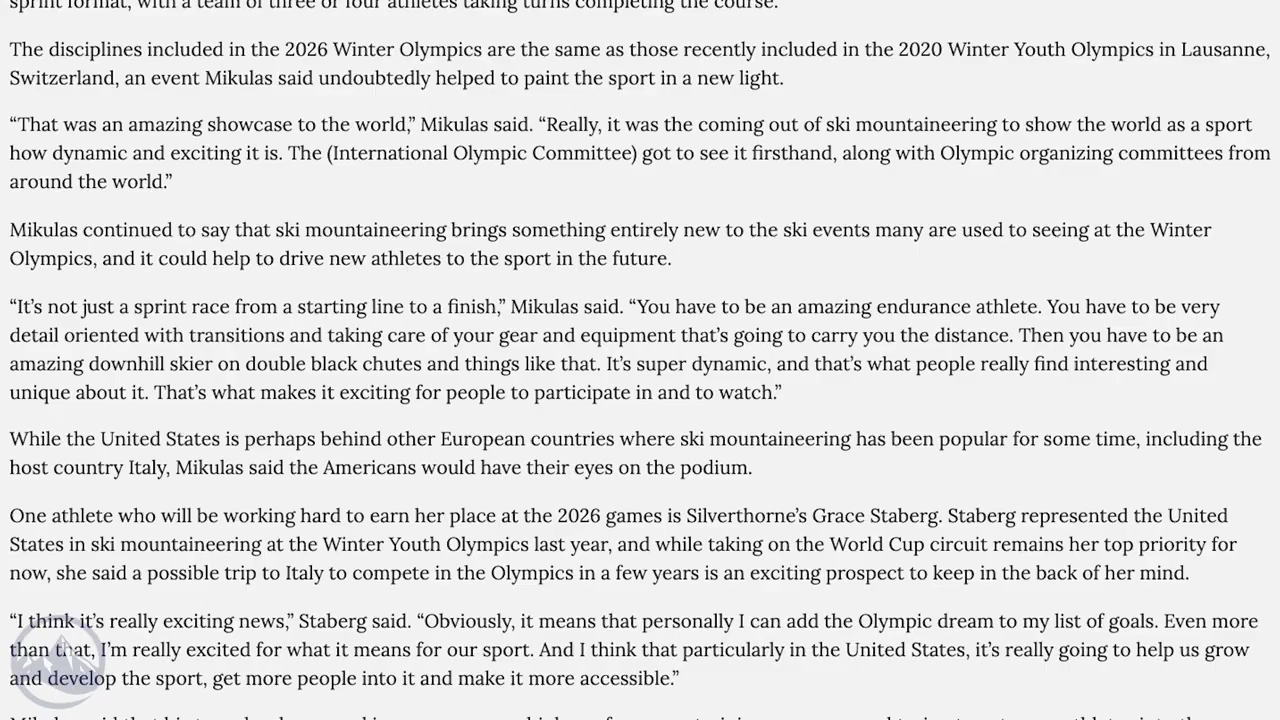 sprint format, with a team of three or four athletes taking turns completing the course.
The disciplines included in the 2026 Winter Olympics are the same as those recently included in the 2020 Winter Youth Olympics in Lausanne,
Switzerland, an event Mikulas said undoubtedly helped to paint the sport in a new light.
“That was an amazing showcase to the world,” Mikulas said. “Really, it was the coming out of ski mountaineering to show the world as a sport
how dynamic and exciting it is. The (International Olympic Committee) got to see it firsthand, along with Olympic organizing committees from
around the world.”
Mikulas continued to say that ski mountaineering brings something entirely new to the ski events many are used to seeing at the Winter
Olympics, and it could help to drive new athletes to the sport in the future.
“It’s not just a sprint race from a starting line to a finish,” Mikulas said. “You have to be an amazing endurance athlete. You have to be very
detail oriented with transitions and taking care of your gear and equipment that’s going to carry you the distance. Then you have to be an
amazing downhill skier on double black chutes and things like that. It’s super dynamic, and that’s what people really find interesting and
unique about it. That’s what makes it exciting for people to participate in and to watch.”
While the United States is perhaps behind other European countries where ski mountaineering has been popular for some time, including the
host country Italy, Mikulas said the Americans would have their eyes on the podium.
One athlete who will be working hard to earn her place at the 2026 games is Silverthorne’s Grace Staberg. Staberg represented the United
States in ski mountaineering at the Winter Youth Olympics last year, and while taking on the World Cup circuit remains her top priority for
now, she said a possible trip to Italy to compete in the Olympics in a few years is an exciting prospect to keep in the back of her mind.
“I think it’s really exciting news,” Staberg said. “Obviously, it means that personally I can add the Olympic dream to my list of goals. Even more
than that, I’m really excited for what it means for our sport. And I think that particularly in the United States, it’s really going to help us grow
and develop the sport, get more people into it and make it more accessible.”